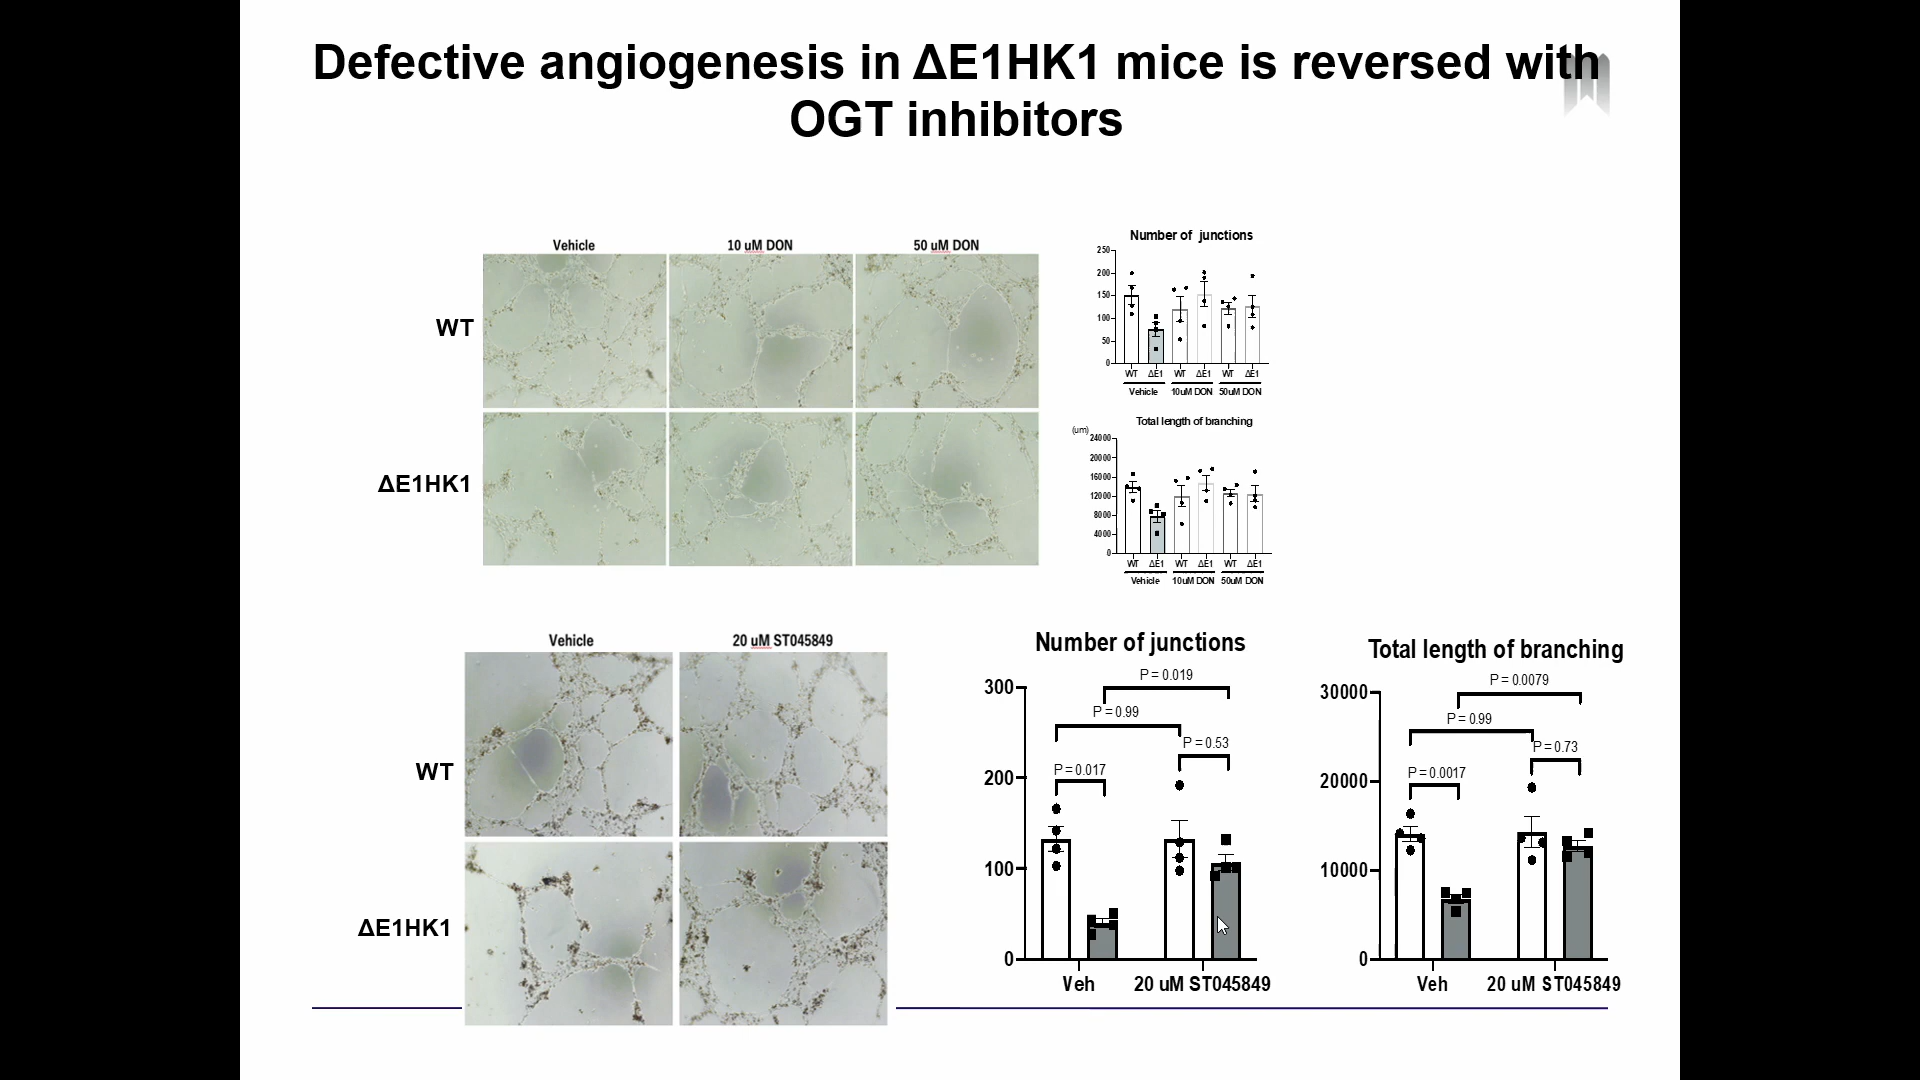 Defective angiogenesis in ΔE1HK1 mice is reversed with
OGT inhibitors
Vehicle 10 uM DON 50 uM DON
WT
ΔE1HK1
Number of junctions
250
200
150
100
50
0
WT ΔE1 WT ΔE1 WT ΔE1
Vehicle 10uM DON 50uM DON
Total length of branching
(um)
24000
20000
16000
12000
8000
4000
0
WT ΔE1 WT ΔE1 WT ΔE1
Vehicle 10uM DON 50uM DON
Vehicle 20 uM ST045849
WT
ΔE1HK1
Number of junctions
P = 0.019
P = 0.99
P = 0.53
P = 0.017
300
200
100
0
Veh 20 uM ST045849
Total length of branching
P = 0.0079
P = 0.99
P = 0.73
P = 0.0017
30000
20000
10000
0
Veh 20 uM ST045849